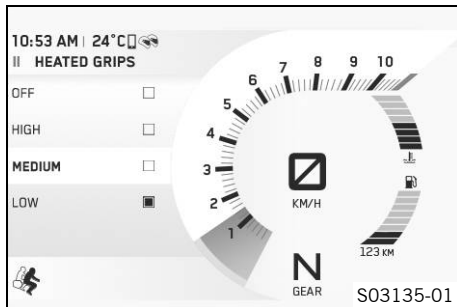 10:53 AM | 24°C
HEATED GRIPS
OFF
HIGH
MEDIUM
LOW
1
2
3
4
5
6
7
8
9
10
0
KM/H
123 KM
N
GEAR
S03135-01